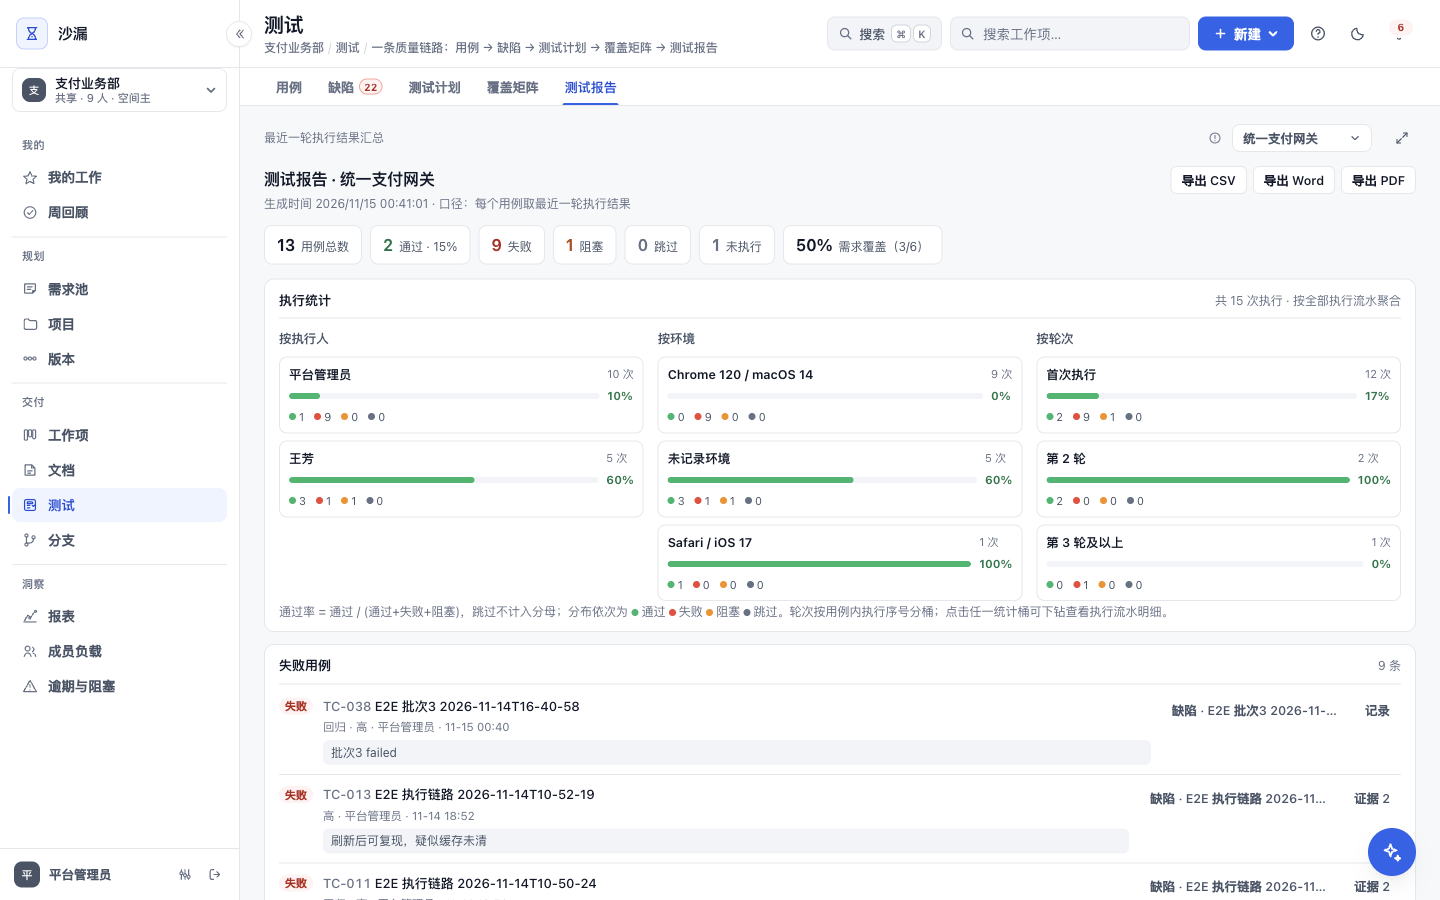 沙漏
支付业务部
支
共享 · 9 人 · 空间主
我的
我的工作
周回顾
规划
需求池
项目
版本
交付
工作项
文档
测试
分支
洞察
报表
成员负载
逾期与阻塞
平
平台管理员
测试
支付业务部 / 测试 / 一条质量链路：用例 → 缺陷 → 测试计划 → 覆盖矩阵 → 测试报告
搜索 ⌘ K
搜索工作项...
新建
6
用例
缺陷 22
测试计划
覆盖矩阵
测试报告
最近一轮执行结果汇总
统一支付网关
测试报告 · 统一支付网关
生成时间 2026/11/15 00:41:01 · 口径：每个用例取最近一轮执行结果
导出 CSV
导出 Word
导出 PDF
13 用例总数
2 通过 · 15%
9 失败
1 阻塞
0 跳过
1 未执行
50% 需求覆盖（3/6）
执行统计
共 15 次执行 · 按全部执行流水聚合
按执行人
平台管理员 10 次
10%
1 9 0 0
王芳 5 次
60%
3 1 1 0
按环境
Chrome 120 / macOS 14 9 次
0%
0 9 0 0
未记录环境 5 次
60%
3 1 1 0
Safari / iOS 17 1 次
100%
1 0 0 0
按轮次
首次执行 12 次
17%
2 9 1 0
第 2 轮 2 次
100%
2 0 0 0
第 3 轮及以上 1 次
0%
0 1 0 0
通过率 = 通过 / (通过+失败+阻塞)，跳过不计入分母；分布依次为 通过 失败 阻塞 跳过。轮次按用例内执行序号分桶；点击任一统计桶可下钻查看执行流水明细。
失败用例
9 条
失败 TC-038 E2E 批次3 2026-11-14T16-40-58
回归 · 高 · 平台管理员 · 11-15 00:40
批次3 failed
缺陷 · E2E 批次3 2026-11-...
记录
失败 TC-013 E2E 执行链路 2026-11-14T10-52-19
高 · 平台管理员 · 11-14 18:52
刷新后可复现，疑似缓存未清
缺陷 · E2E 执行链路 2026-11...
证据 2
失败 TC-011 E2E 执行链路 2026-11-14T10-50-24
缺陷 · E2E 执行链路 2026-11...
证据 2